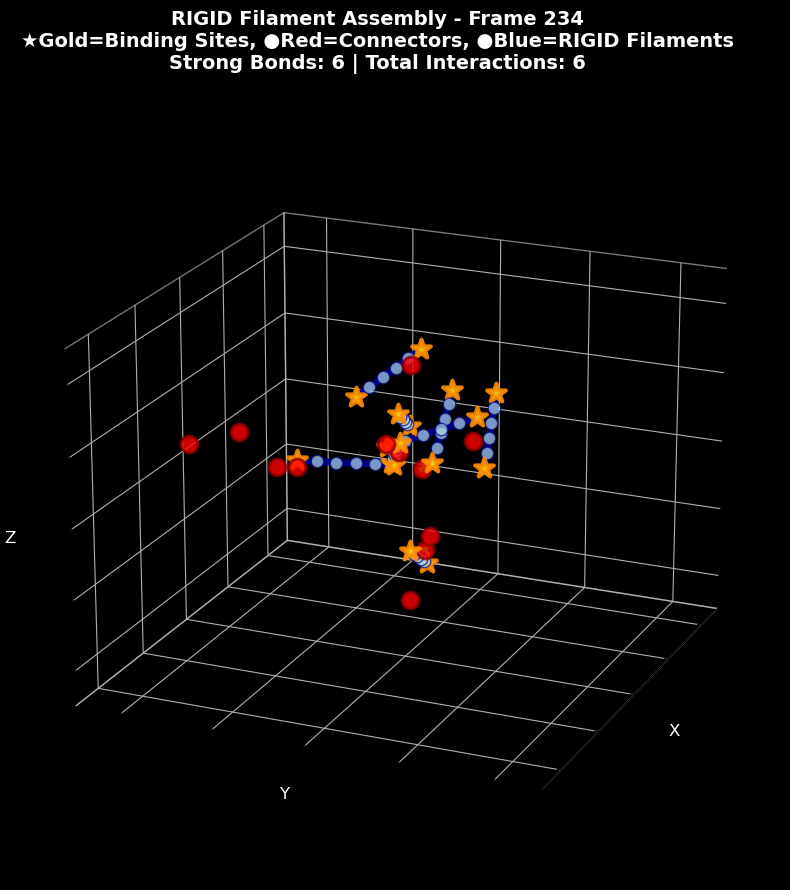 RIGID Filament Assembly - Frame 234
★Gold=Binding Sites, ●Red=Connectors, ●Blue=RIGID Filaments
Strong Bonds: 6 | Total Interactions: 6
Z
X
Y